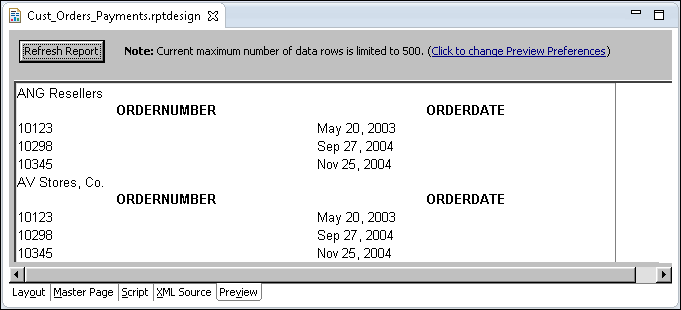 Cust_Orders_Payments.rptdesign
Refresh Report Note: Current maximum number of data rows is limited to 500. (Click to change Preview Preferences)
ANG Resellers
ORDERNUMBER ORDERDATE
10123 May 20, 2003
10298 Sep 27, 2004
10345 Nov 25, 2004
AV Stores, Co.
ORDERNUMBER ORDERDATE
10123 May 20, 2003
10298 Sep 27, 2004
10345 Nov 25, 2004
Layout Master Page Script XML Source Preview